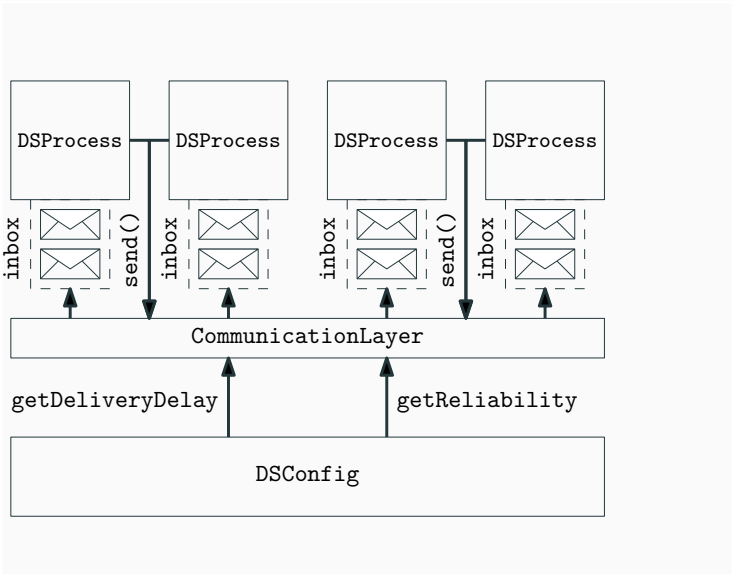 DSProcess
DSProcess
DSProcess
DSProcess
inbox
send()
inbox
inbox
send()
inbox
CommunicationLayer
getDeliveryDelay
getReliability
DSConfig